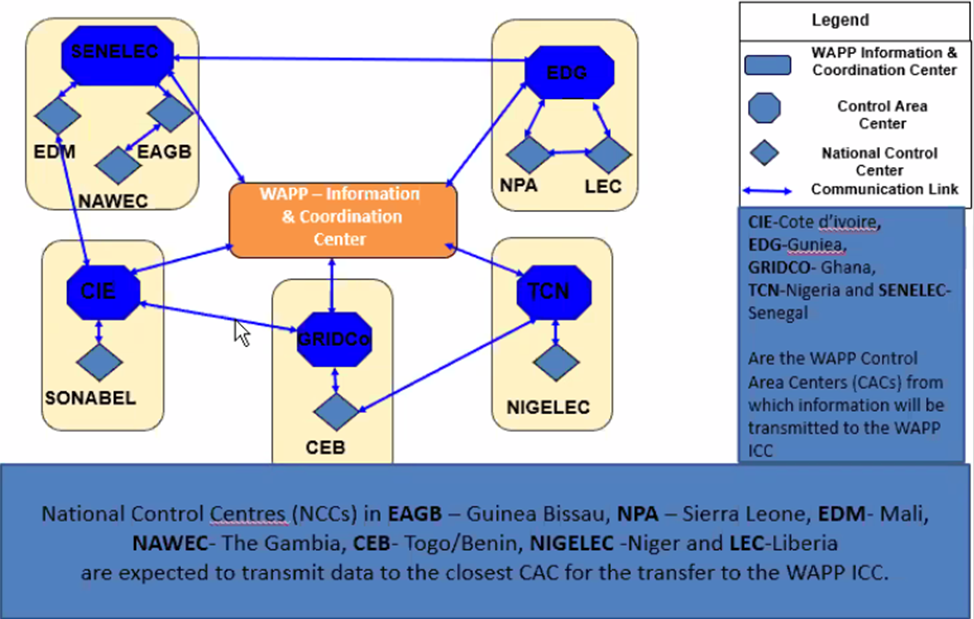 SENELEC
EDM
EAGB
NAWEC
EDG
NPA
LEC
WAPP – Information
& Coordination
Center
CIE
SONABEL
GRIDCo
CEB
TCN
NIGELEC
Legend
WAPP Information &
Coordination Center
Control Area
Center
National Control
Center
Communication Link
CIE-Cote d’ivoire,
EDG-Guniea,
GRIDCO- Ghana,
TCN-Nigeria and SENELEC-
Senegal
Are the WAPP Control
Area Centers (CACs) from
which information will be
transmitted to the WAPP
ICC
National Control Centres (NCCs) in EAGB – Guinea Bissau, NPA – Sierra Leone, EDM- Mali,
NAWEC- The Gambia, CEB- Togo/Benin, NIGELEC -Niger and LEC-Liberia
are expected to transmit data to the closest CAC for the transfer to the WAPP ICC.